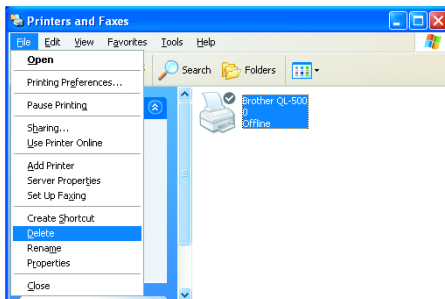 Printers and Faxes
File Edit View Favorites Tools Help
Search Folders
Open
Printing Preferences...
Pause Printing
Sharing...
Use Printer Online
Add Printer
Server Properties
Set Up Faxing
Create Shortcut
Delete
Rename
Properties
Close
Brother QL-500
0
Offline